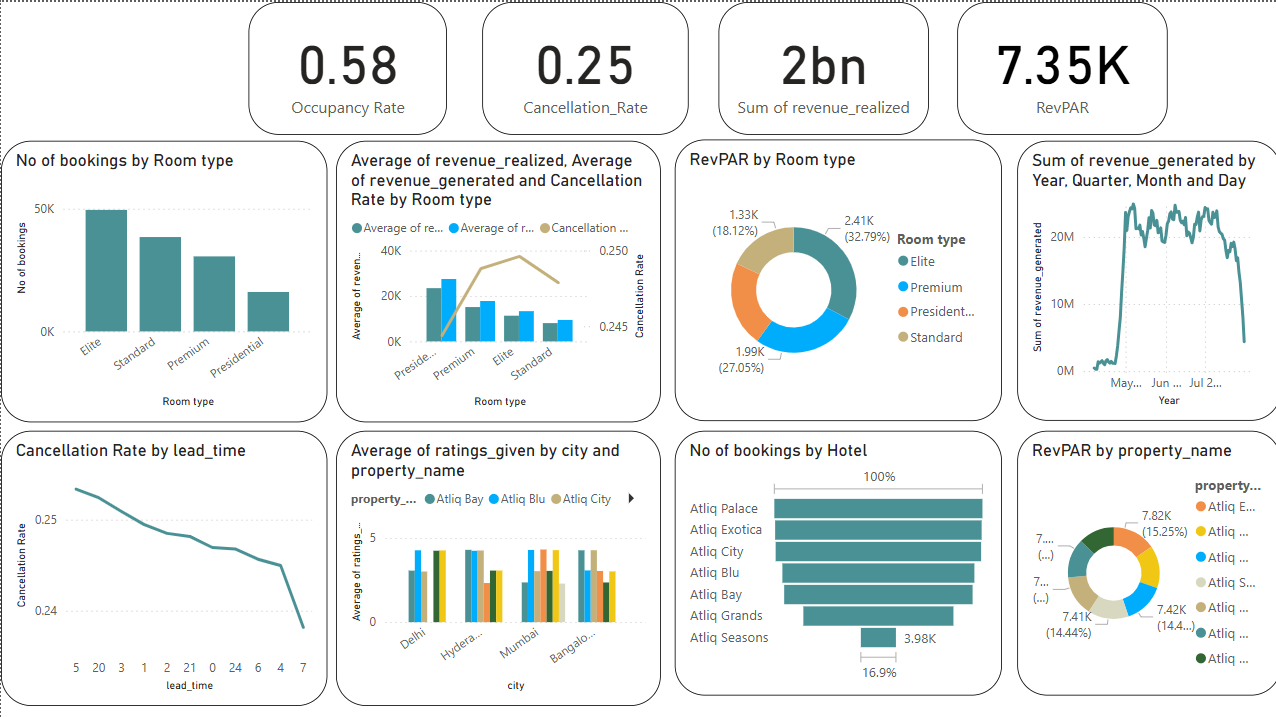 0.58
Occupancy Rate
0.25
Cancellation_Rate
2bn
Sum of revenue_realized
7.35K
RevPAR
No of bookings by Room type
50K
0K
No of bookings
Elite
Standard
Premium
Presidential
Room type
Average of revenue_realized, Average
of revenue_generated and Cancellation
Rate by Room type
Average of re...
Average of r...
Cancellation ...
40K
20K
0K
0.250
0.245
Average of reven...
Cancellation Rate
Preside...
Premium
Elite
Standard
Room type
RevPAR by Room type
1.33K
(18.12%)
2.41K
(32.79%)
1.99K
(27.05%)
Room type
Elite
Premium
President...
Standard
Sum of revenue_generated by
Year, Quarter, Month and Day
20M
10M
0M
Sum of revenue_generated
May...
Jun ...
Jul 2...
Year
Cancellation Rate by lead_time
0.25
0.24
Cancellation Rate
5 20 3 1 2 21 0 24 6 4 7
lead_time
Average of ratings_given by city and
property_name
property_...
Atliq Bay
Atliq Blu
Atliq City
5
0
Average of ratings_...
Delhi
Hydera...
Mumbai
Bangalo...
city
No of bookings by Hotel
100%
Atliq Palace
Atliq Exotica
Atliq City
Atliq Blu
Atliq Bay
Atliq Grands
Atliq Seasons
3.98K
16.9%
RevPAR by property_name
7.82K
(15.25%)
7....
(...)
7...
(...)
7.41K
(14.44%)
7.42K
(14.4...)
property...
Atliq E...
Atliq ...
Atliq ...
Atliq S...
Atliq ...
Atliq ...
Atliq ...